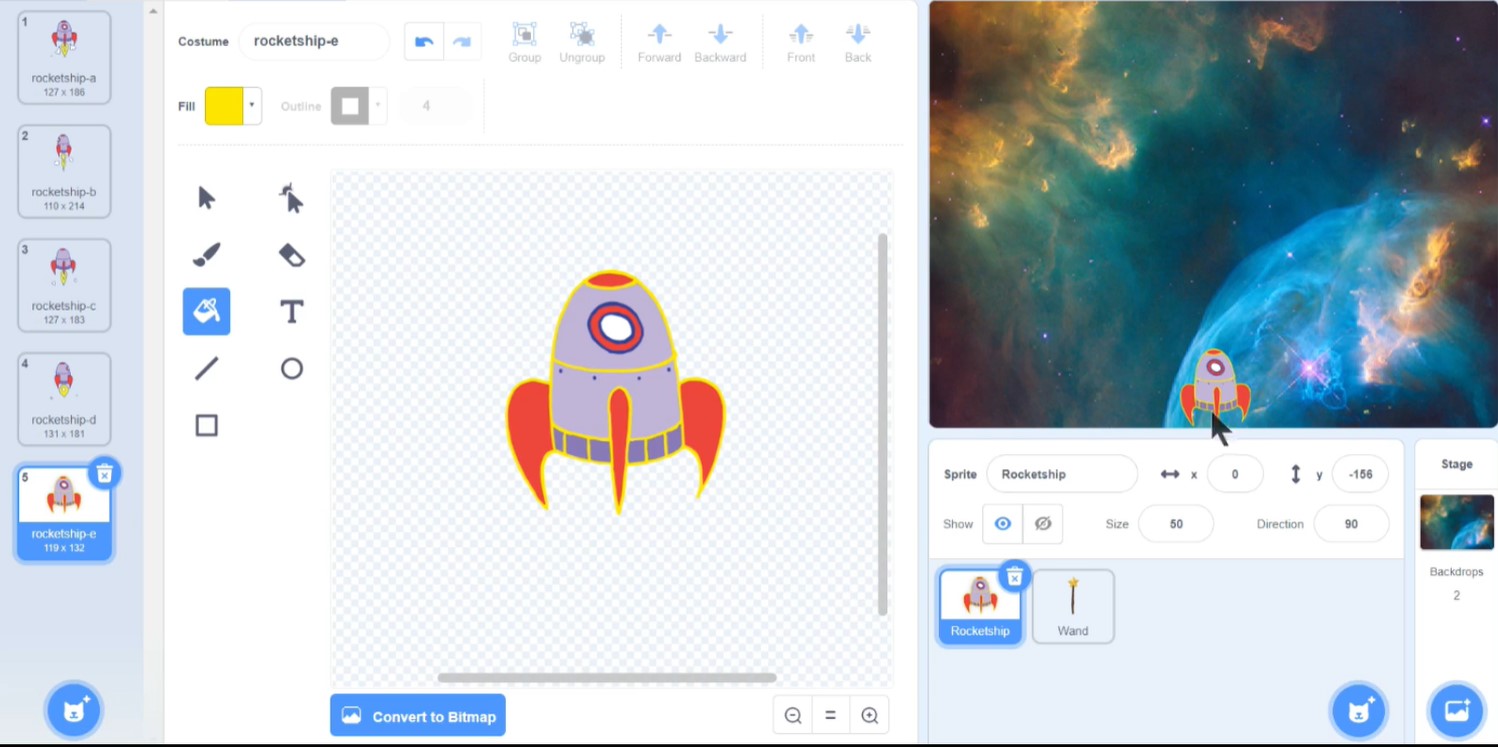 1
rocketship-a
127 x 186
2
rocketship-b
110 x 214
3
rocketship-c
127 x 183
4
rocketship-d
131 x 181
5
rocketship-e
119 x 132
Costume rocketship-e
Group Ungroup Forward Backward Front Back
Fill Outline 4
T
Convert to Bitmap
Sprite Rocketship x 0 y -156
Show Size 50 Direction 90
Rocketship
Wand
Stage
Backdrops
2